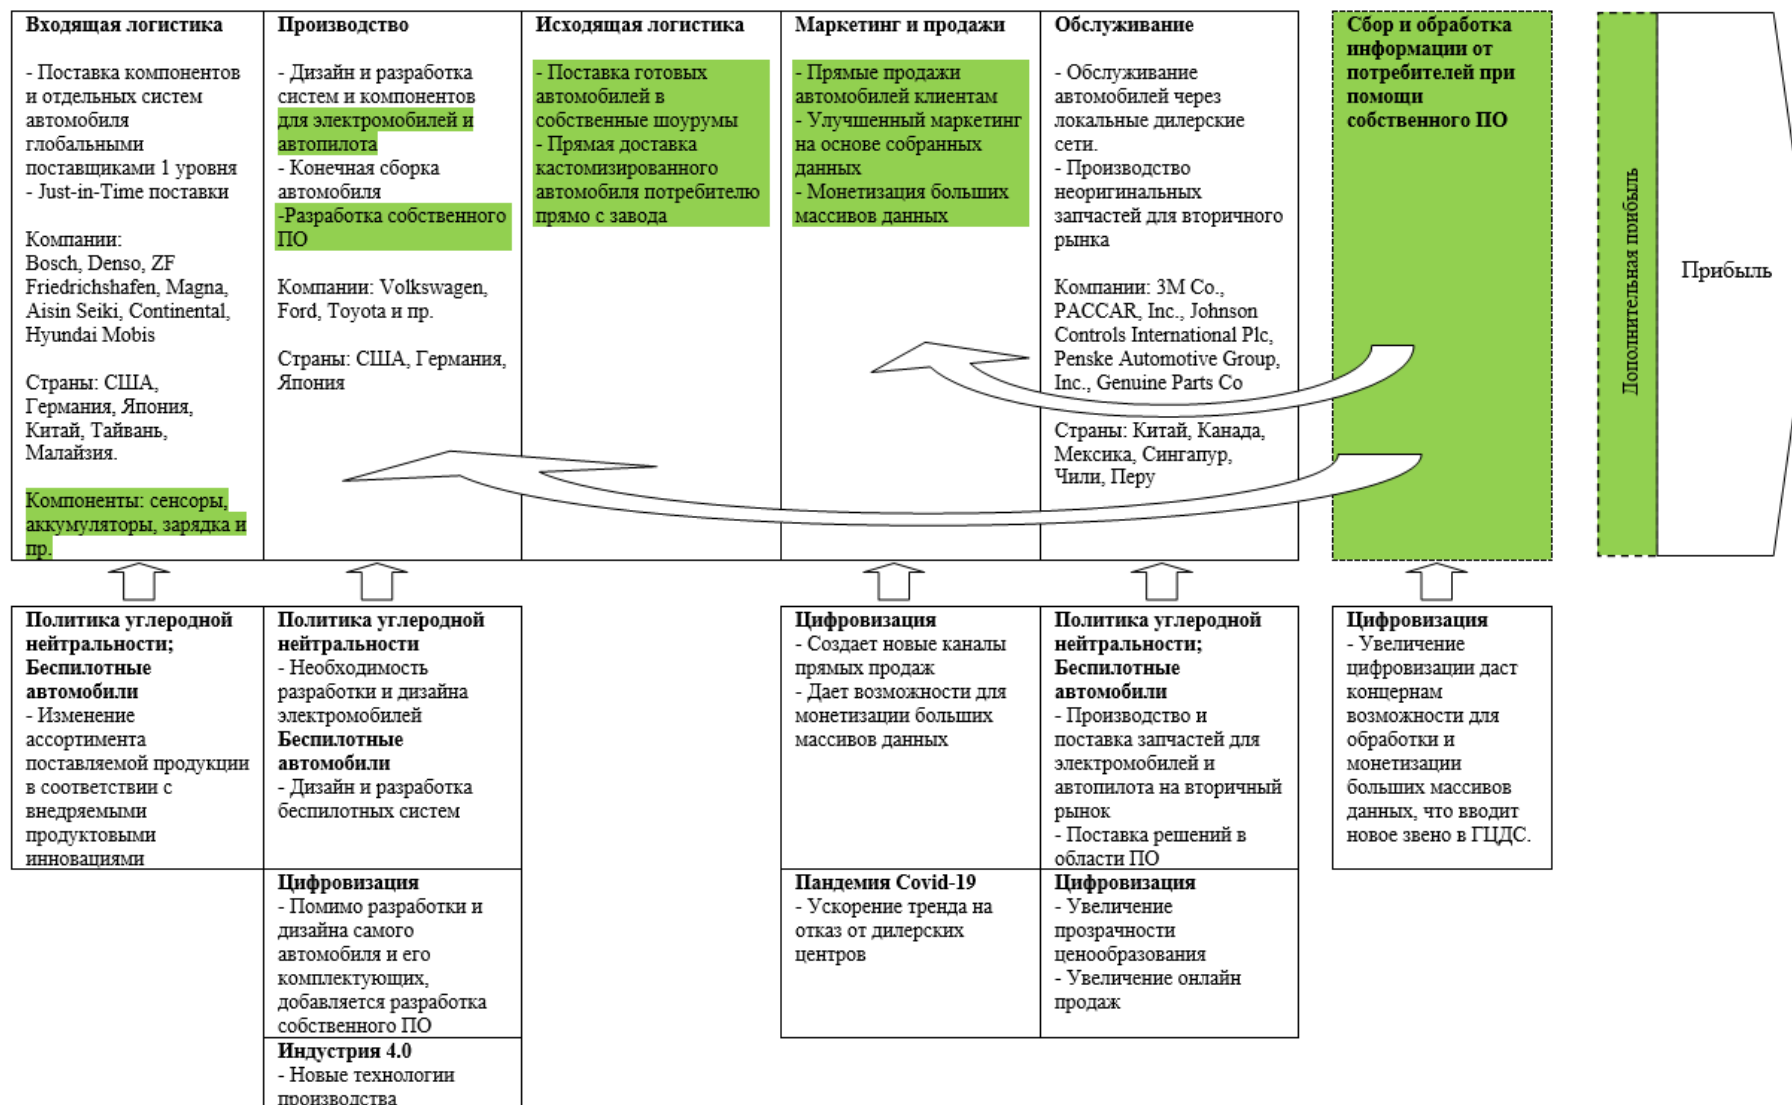 Входящая логистика
- Поставка компонентов
и отдельных систем
автомобиля
глобальными
поставщиками 1 уровня
- Just-in-Time поставки
Компании:
Bosch, Denso, ZF
Friedrichshafen, Magna,
Aisin Seiki, Continental,
Hyundai Mobis
Страны: США,
Германия, Япония,
Китай, Тайвань,
Малайзия.
Компоненты: сенсоры,
аккумуляторы, зарядка и
пр.
Производство
- Дизайн и разработка
систем и компонентов
для электромобилей и
автопилота
- Конечная сборка
автомобиля
-Разработка собственного
ПО
Компании: Volkswagen,
Ford, Toyota и пр.
Страны: США, Германия,
Япония
Исходящая логистика
- Поставка готовых
автомобилей в
собственные шоурумы
- Прямая доставка
кастомизированного
автомобиля потребителю
прямо с завода
Маркетинг и продажи
- Прямые продажи
автомобилей клиентам
- Улучшенный маркетинг
на основе собранных
данных
- Монетизация больших
массивов данных
Обслуживание
- Обслуживание
автомобилей через
локальные дилерские
сети.
- Производство
неоригинальных
запчастей для вторичного
рынка
Компании: 3M Co.,
PACCAR, Inc., Johnson
Controls International Plc,
Penske Automotive Group,
Inc., Genuine Parts Co
Страны: Китай, Канада,
Мексика, Сингапур,
Чили, Перу
Сбор и обработка
информации от
потребителей при
помощи
собственного ПО
Дополнительная прибыль
Прибыль
Политика углеродной
нейтральности;
Беспилотные
автомобили
- Изменение
ассортимента
поставляемой продукции
в соответствии с
внедряемыми
продуктовыми
инновациями
Политика углеродной
нейтральности
- Необходимость
разработки и дизайна
электромобилей
Беспилотные
автомобили
- Дизайн и разработка
беспилотных систем
Цифровизация
- Помимо разработки и
дизайна самого
автомобиля и его
комплектующих,
добавляется разработка
собственного ПО
Индустрия 4.0
- Новые технологии
производства
Цифровизация
- Создает новые каналы
прямых продаж
- Дает возможности для
монетизации больших
массивов данных
Пандемия Covid-19
- Ускорение тренда на
отказ от дилерских
центров
Политика углеродной
нейтральности;
Беспилотные
автомобили
- Производство и
поставка запчастей для
электромобилей и
автопилота на вторичный
рынок
- Поставка решений в
области ПО
Цифровизация
- Увеличение
прозрачности
ценообразования
- Увеличение онлайн
продаж
Цифровизация
- Увеличение
цифровизации даст
концернам
возможности для
обработки и
монетизации
больших массивов
данных, что вводит
новое звено в ГЦДС.